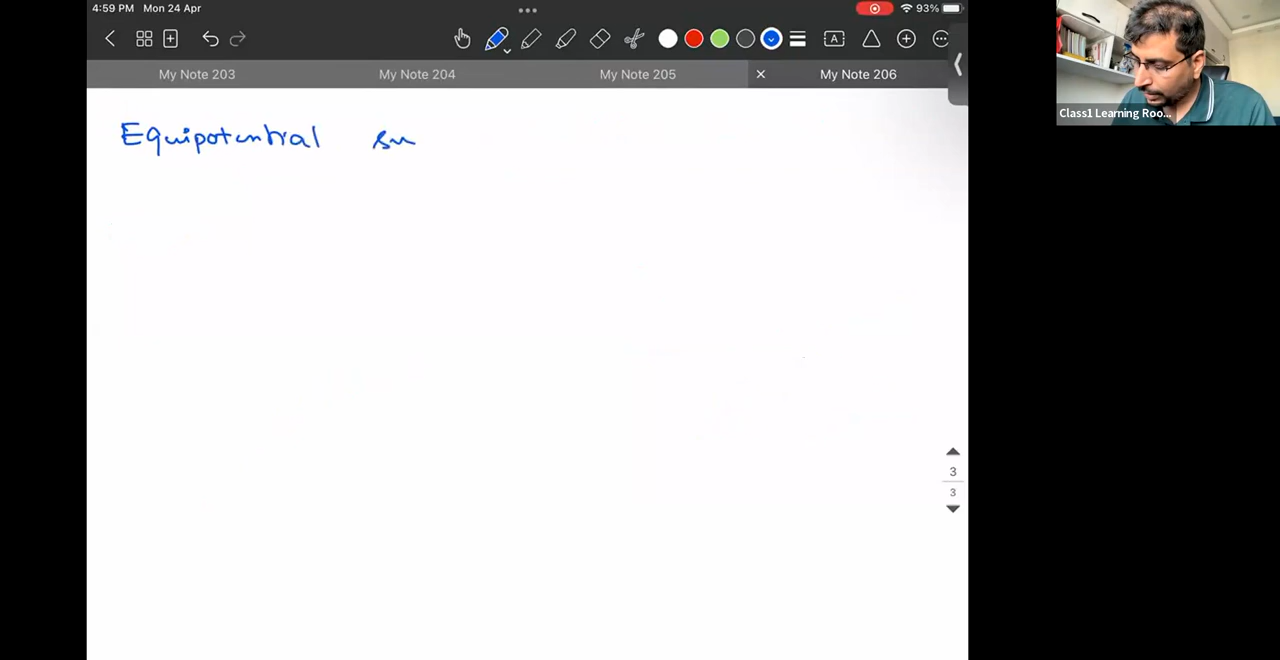 4:59 PM Mon 24 Apr
93%
A
My Note 203 My Note 204 My Note 205 My Note 206
Class1 Learning Roo...
Equipotential su
3
3